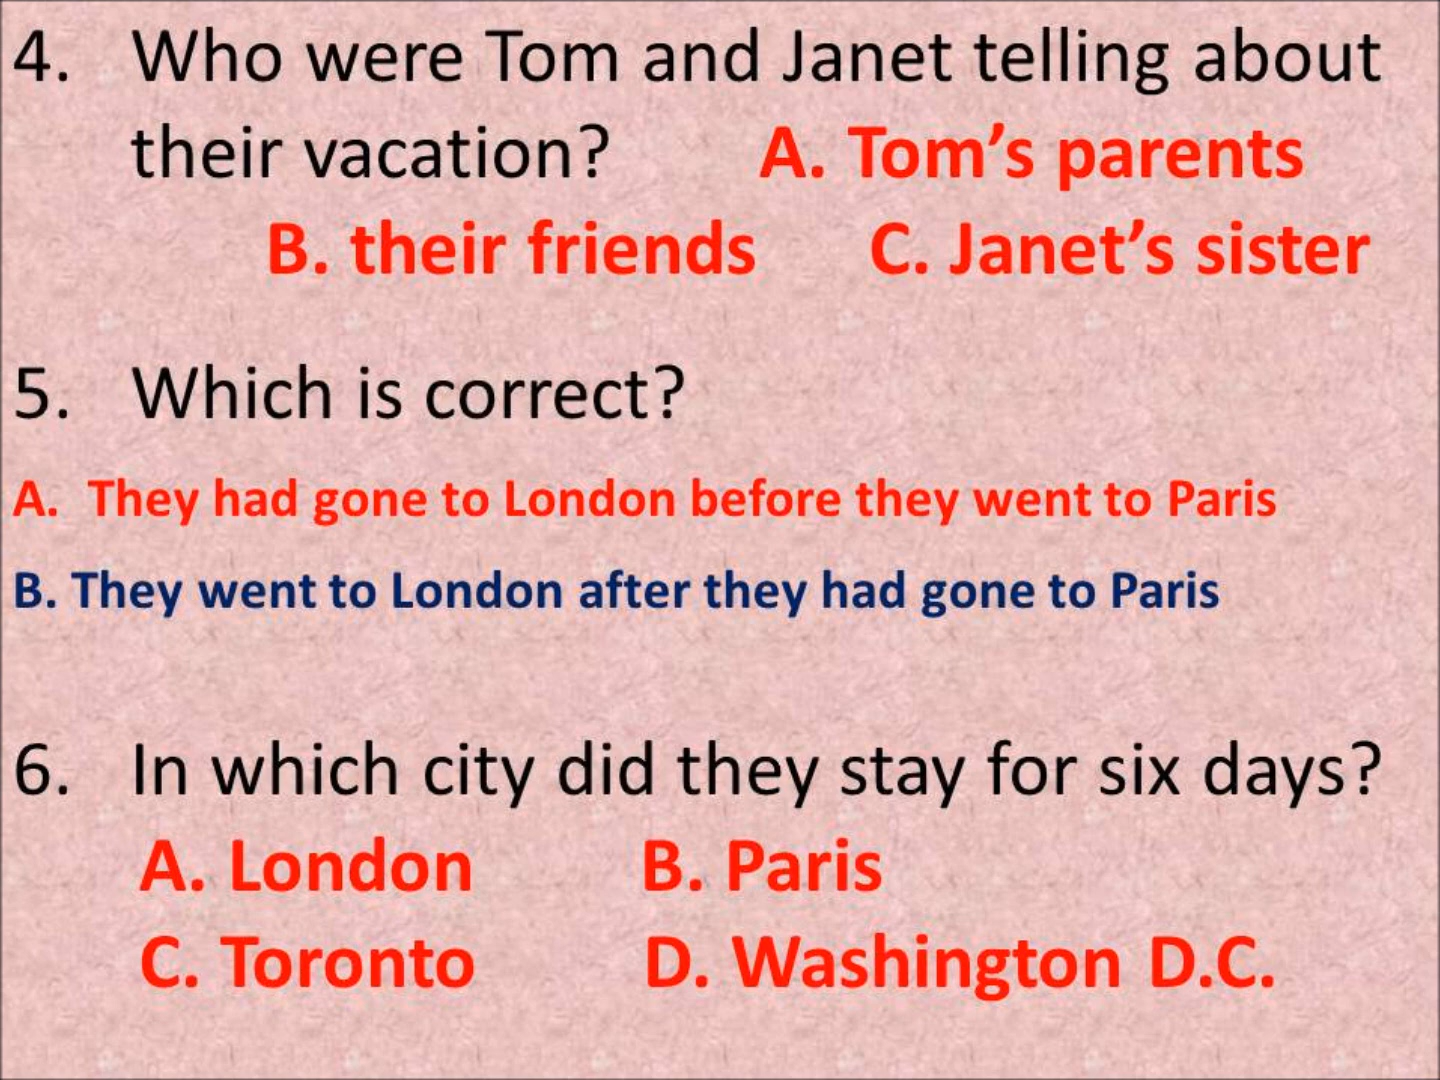 4. Who were Tom and Janet telling about
their vacation? A. Tom’s parents
B. their friends C. Janet’s sister
5. Which is correct?
A. They had gone to London before they went to Paris
B. They went to London after they had gone to Paris
6. In which city did they stay for six days?
A. London B. Paris
C. Toronto D. Washington D.C.